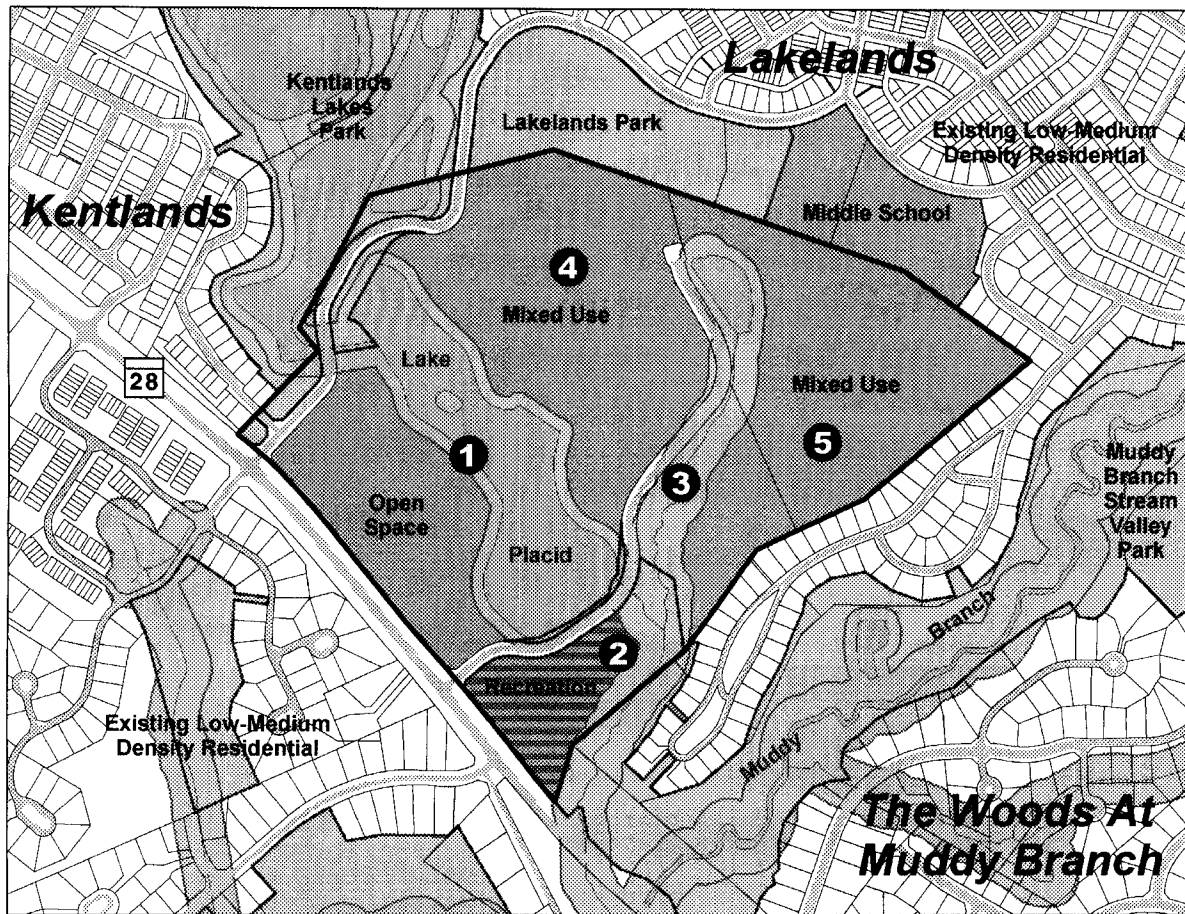 Lakelands
Kentlands
Lakes
Park
Lakelands Park
Existing Low-Medium
Density Residential
Kentlands
Middle School
4
Mixed Use
28
Lake
Mixed Use
1
5
3
Muddy
Branch
Stream
Valley
Park
Open
Space
Placid
Branch
2
Recreation
Existing Low-Medium
Density Residential
Muddy
The Woods At
Muddy Branch